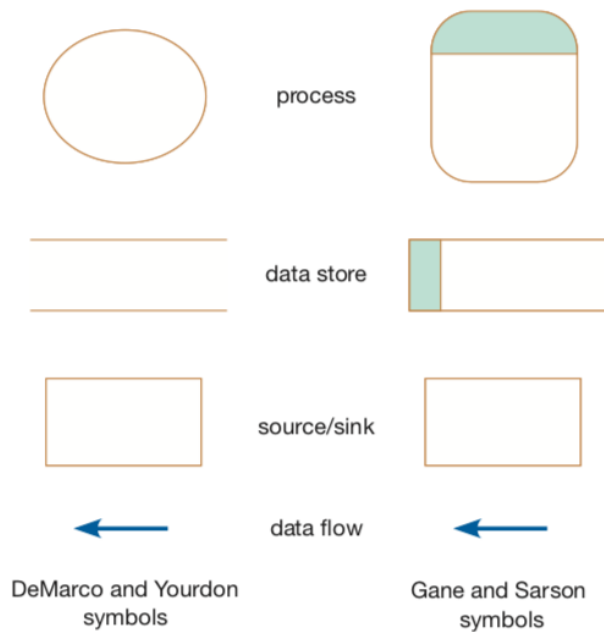 process
data store
source/sink
data flow
DeMarco and Yourdon
symbols
Gane and Sarson
symbols